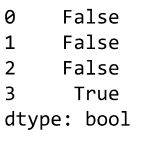 0    False
1    False
2    False
3     True
dtype: bool